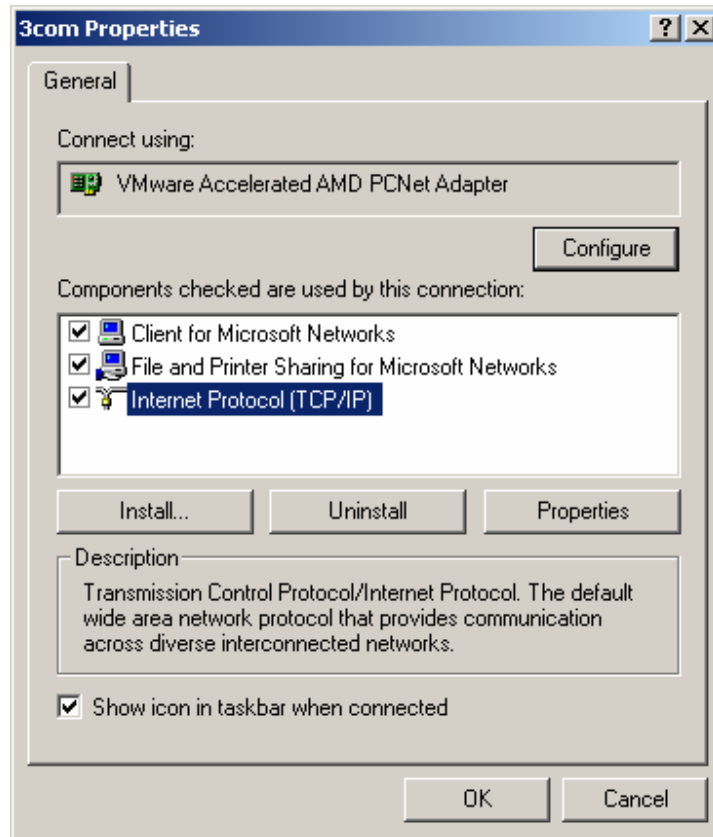 3com Properties
General
Connect using:
VMware Accelerated AMD PCNet Adapter
Configure
Components checked are used by this connection:
Client for Microsoft Networks
File and Printer Sharing for Microsoft Networks
Internet Protocol (TCP/IP)
Install...
Uninstall
Properties
Description
Transmission Control Protocol/Internet Protocol. The default
wide area network protocol that provides communication
across diverse interconnected networks.
Show icon in taskbar when connected
OK
Cancel